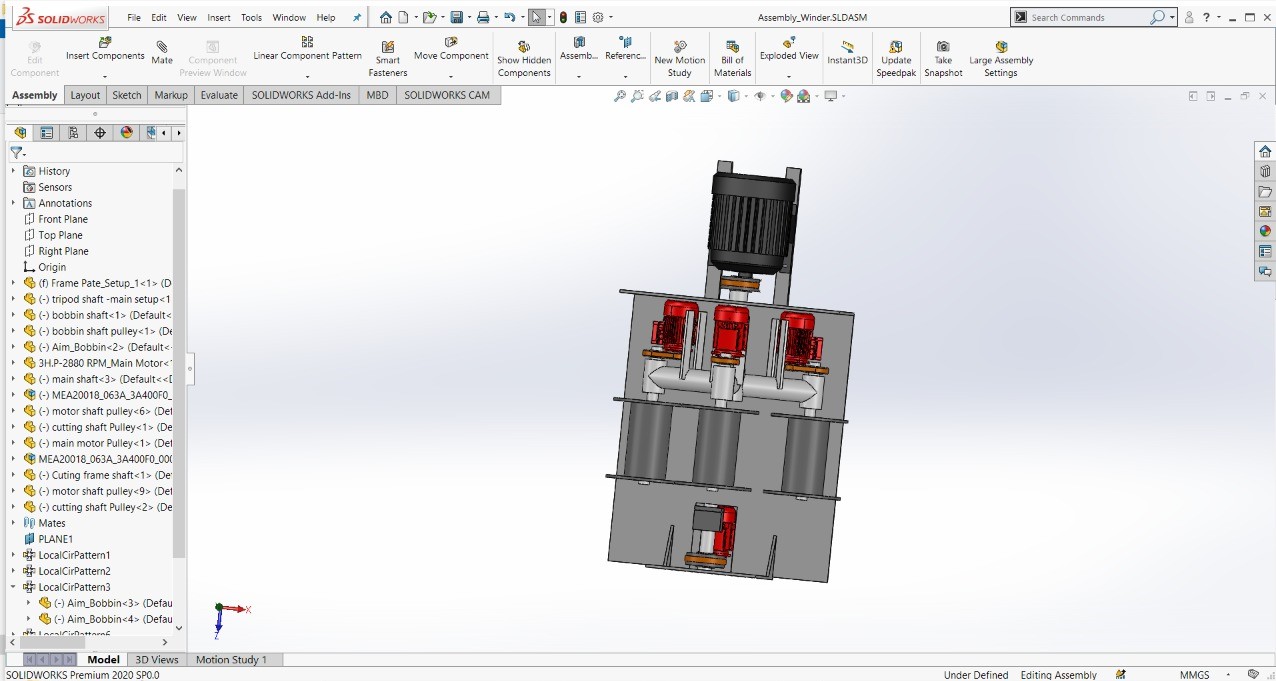 SOLIDWORKS File Edit View Insert Tools Window Help Assembly_Winder.SLDASM Search Commands ?
Edit Component
Insert Components
Mate
Component Preview Window
Linear Component Pattern
Smart Fasteners
Move Component
Show Hidden Components
Assemb...
Referenc...
New Motion Study
Bill of Materials
Exploded View
Instant3D
Update Speedpak
Take Snapshot
Large Assembly Settings
Assembly Layout Sketch Markup Evaluate SOLIDWORKS Add-Ins MBD SOLIDWORKS CAM
History
Sensors
Annotations
Front Plane
Top Plane
Right Plane
Origin
(f) Frame Pate_Setup_1<1> (D
(-) tripod shaft -main setup<1
(-) bobbin shaft<1> (Default<
(-) bobbin shaft pulley<1> (De
(-) Aim_Bobbin<2> (Default<
3H.P-2880 RPM_Main Motor<
(-) main shaft<3> (Default<<D
(-) MEA20018_063A_3A400F0_
(-) motor shaft pulley<6> (Def
(-) cutting shaft Pulley<1> (De
(-) main motor Pulley<1> (Def
MEA20018_063A_3A400F0_000
(-) Cuting frame shaft<1> (De
(-) motor shaft pulley<9> (Def
(-) cutting shaft Pulley<2> (De
Mates
PLANE1
LocalCirPattern1
LocalCirPattern2
LocalCirPattern3
(-) Aim_Bobbin<3> (Defau
(-) Aim_Bobbin<4> (Defau
X
Z
Model 3D Views Motion Study 1
SOLIDWORKS Premium 2020 SP0.0 Under Defined Editing Assembly MMGS